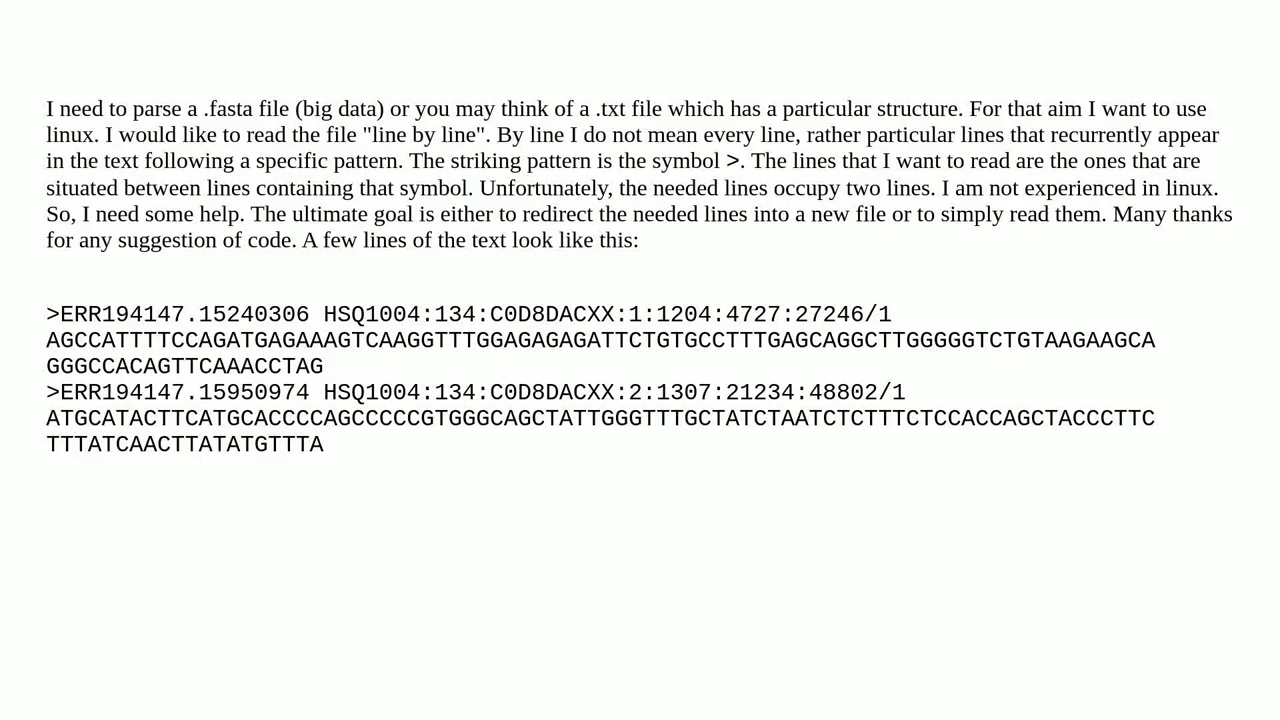 I need to parse a .fasta file (big data) or you may think of a .txt file which has a particular structure. For that aim I want to use
linux. I would like to read the file "line by line". By line I do not mean every line, rather particular lines that recurrently appear
in the text following a specific pattern. The striking pattern is the symbol >. The lines that I want to read are the ones that are
situated between lines containing that symbol. Unfortunately, the needed lines occupy two lines. I am not experienced in linux.
So, I need some help. The ultimate goal is either to redirect the needed lines into a new file or to simply read them. Many thanks
for any suggestion of code. A few lines of the text look like this:
>ERR194147.15240306 HSQ1004:134:C0D8DACXX:1:1204:4727:27246/1
AGCCATTTTCCAGATGAGAAAGTCAAGGTTTGGAGAGAGATTCTGTGCCTTTGAGCAGGCTTGGGGGTCTGTAAGAAGCA
GGGCCACAGTTCAAACCTAG
>ERR194147.15950974 HSQ1004:134:C0D8DACXX:2:1307:21234:48802/1
ATGCATACTTCATGCACCCCAGCCCCCGTGGGCAGCTATTGGGTTTGCTATCTAATCTCTTTCTCCACCAGCTACCCTTC
TTTATCAACTTATATGTTTA